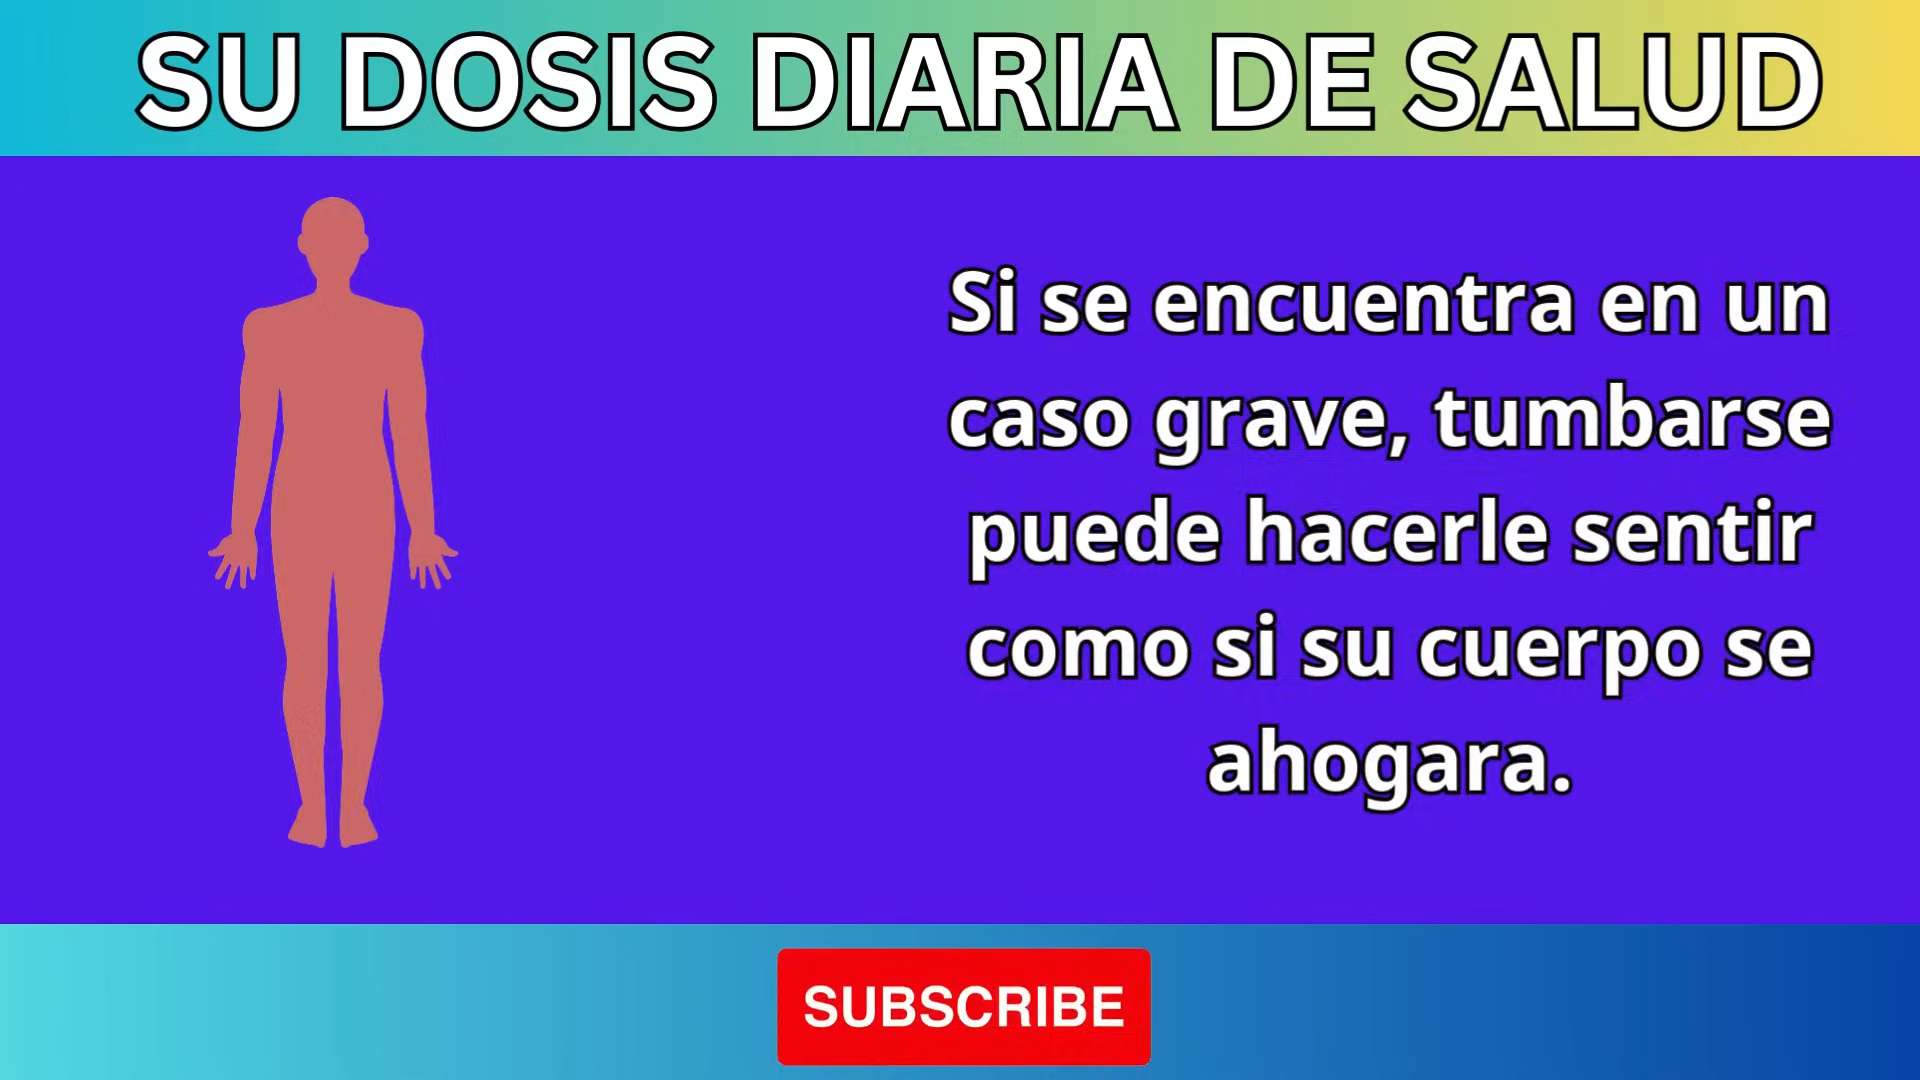 SU DOSIS DIARIA DE SALUD
Si se encuentra en un
caso grave, tumbarse
puede hacerle sentir
como si su cuerpo se
ahogara.
SUBSCRIBE